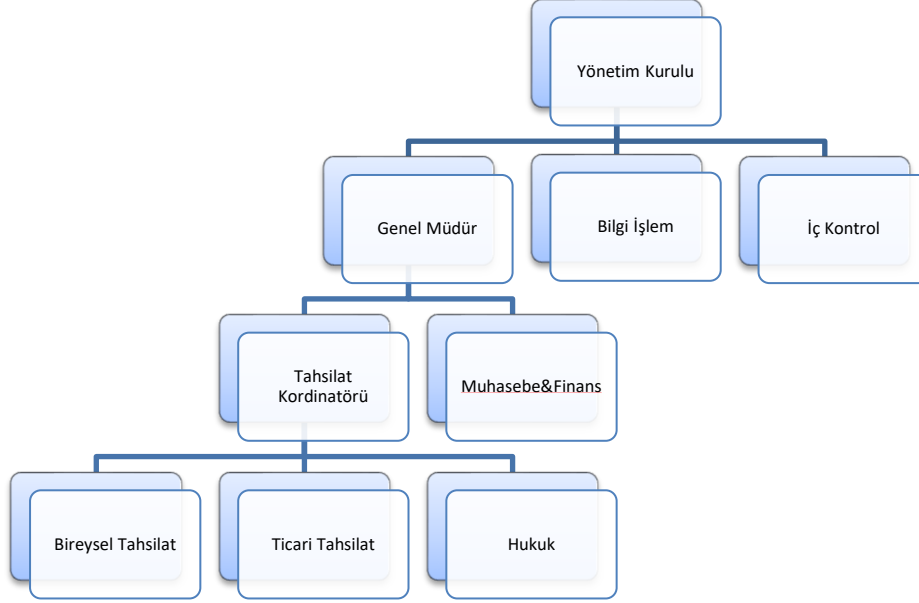 Yönetim Kurulu
Genel Müdür
Bilgi İşlem
İç Kontrol
Tahsilat
Kordinatörü
Muhasebe&Finans
Bireysel Tahsilat
Ticari Tahsilat
Hukuk